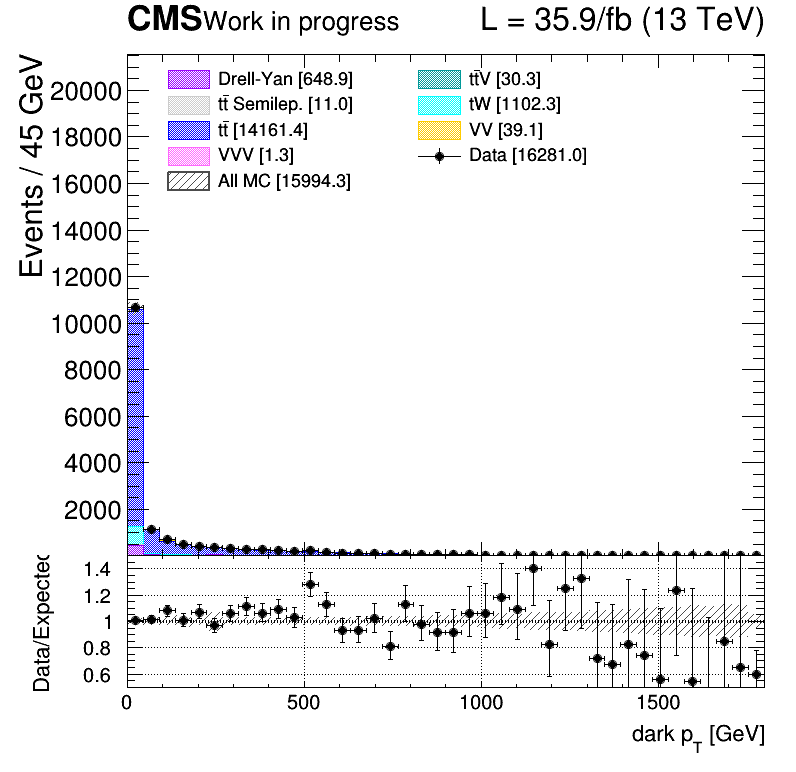 CMS Work in progress L = 35.9/fb (13 TeV)
Events / 45 GeV
20000
18000
16000
14000
12000
10000
8000
6000
4000
2000
Drell-Yan [648.9]
tt̄ Semilep. [11.0]
tt̄ [14161.4]
VVV [1.3]
All MC [15994.3]
tt̄V [30.3]
tW [1102.3]
VV [39.1]
Data [16281.0]
Data/Expected
1.4
1.2
1
0.8
0.6
0 500 1000 1500
dark p_T [GeV]